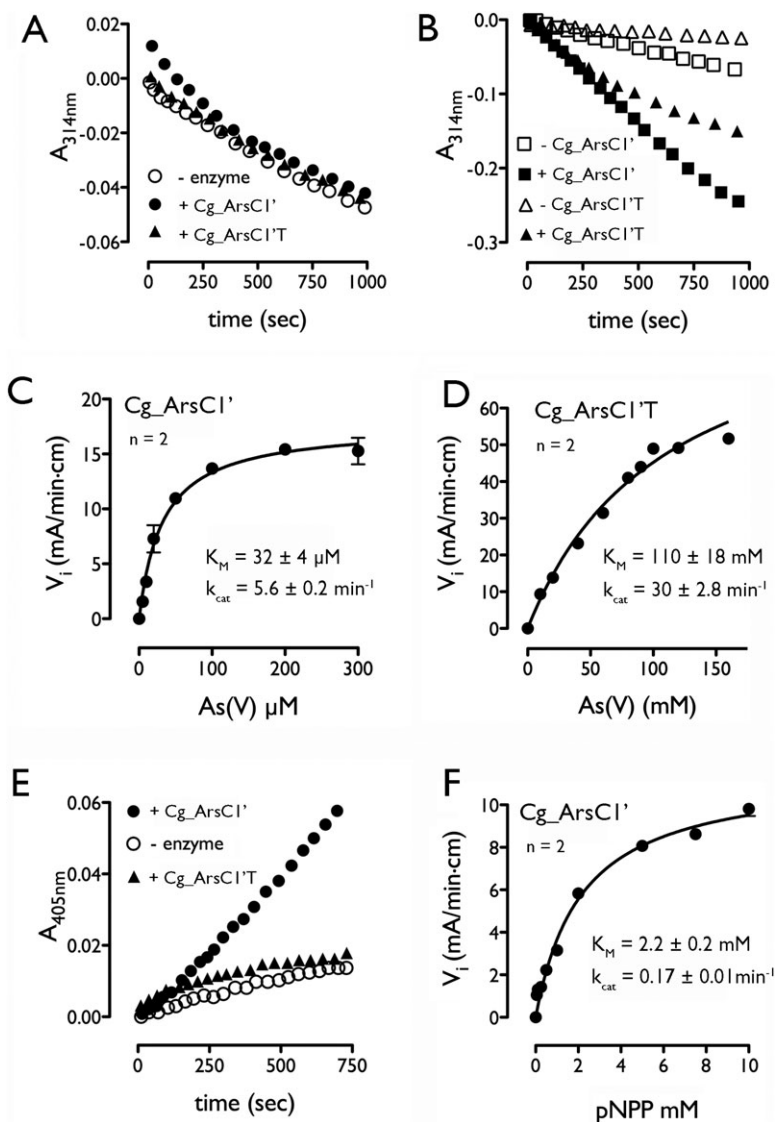 A
A314nm
0.00
-0.02
-0.04
-0.06
- enzyme
+ Cg_ArsC1'
+ Cg_ArsC1'T
0 250 500 750 1000
time (sec)
B
A314nm
0.0
-0.1
-0.2
-0.3
- Cg_ArsC1'
+ Cg_ArsC1'
- Cg_ArsC1'T
+ Cg_ArsC1'T
0 250 500 750 1000
time (sec)
C
Cg_ArsC1'
n = 2
Vi (mA/min·cm)
20
15
10
5
0
KM = 32 ± 4 µM
kcat = 5.6 ± 0.2 min-1
0 100 200 300
As(V) µM
D
Cg_ArsC1'T
n = 2
Vi (mA/min·cm)
60
50
40
30
20
10
0
KM = 110 ± 18 mM
kcat = 30 ± 2.8 min-1
0 50 100 150
As(V) (mM)
E
A405nm
0.06
0.04
0.02
0.00
+ Cg_ArsC1'
- enzyme
+ Cg_ArsC1'T
0 250 500 750
time (sec)
F
Cg_ArsC1'
n = 2
Vi (mA/min·cm)
10
8
6
4
2
0
KM = 2.2 ± 0.2 mM
kcat = 0.17 ± 0.01min-1
0 2 4 6 8 10
pNPP mM